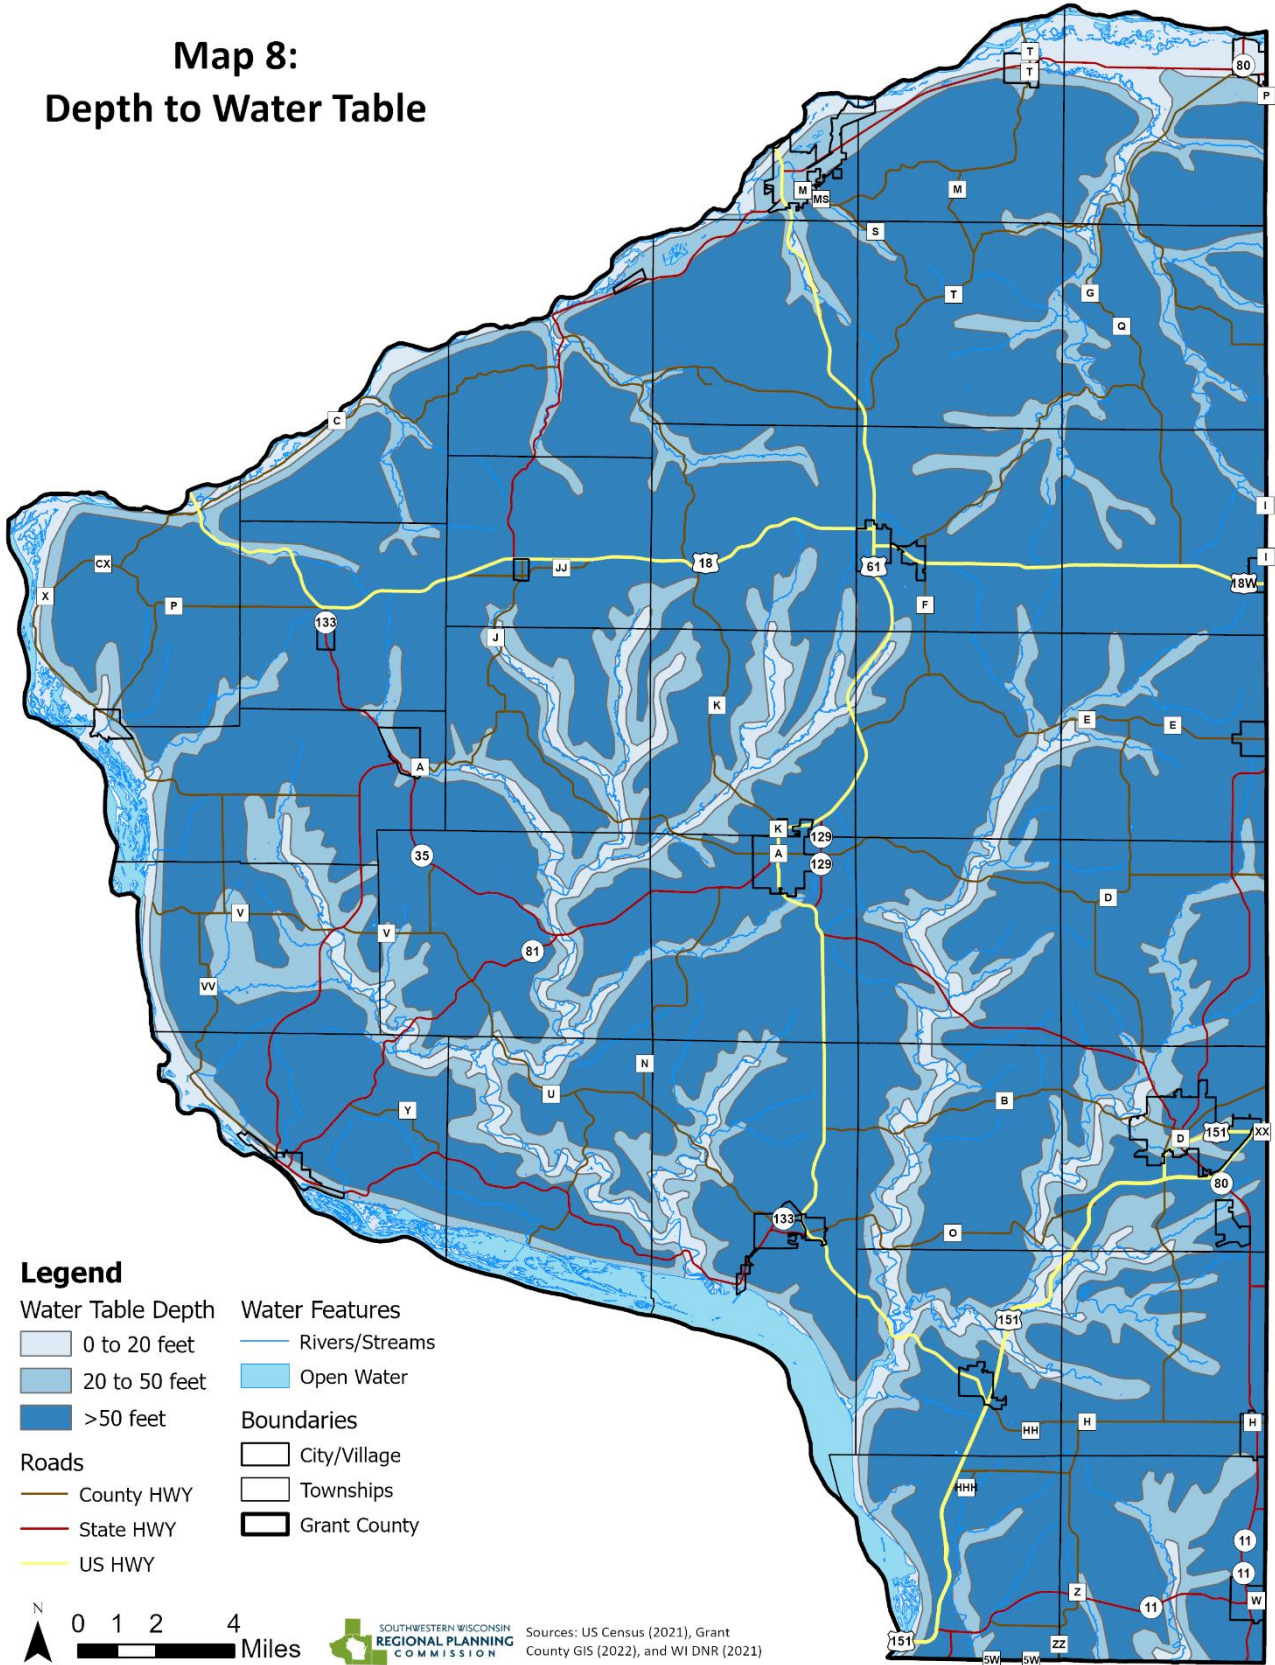 Map 8:
Depth to Water Table
T
T
80
P
M
MS
M
S
T
G
Q
C
I
I
CX
X
P
JJ
18
61
18W
F
133
J
K
E
E
A
K
129
A
129
35
D
V
V
81
VV
N
U
Y
B
D
151
XX
80
133
O
151
H
H
HH
HHH
11
11
Z
11
W
151
ZZ
5W
5W
Legend
Water Table Depth
0 to 20 feet
20 to 50 feet
>50 feet
Roads
County HWY
State HWY
US HWY
Water Features
Rivers/Streams
Open Water
Boundaries
City/Village
Townships
Grant County
N
0 1 2 4
Miles
SOUTHWESTERN WISCONSIN
REGIONAL PLANNING
COMMISSION
Sources: US Census (2021), Grant
County GIS (2022), and WI DNR (2021)